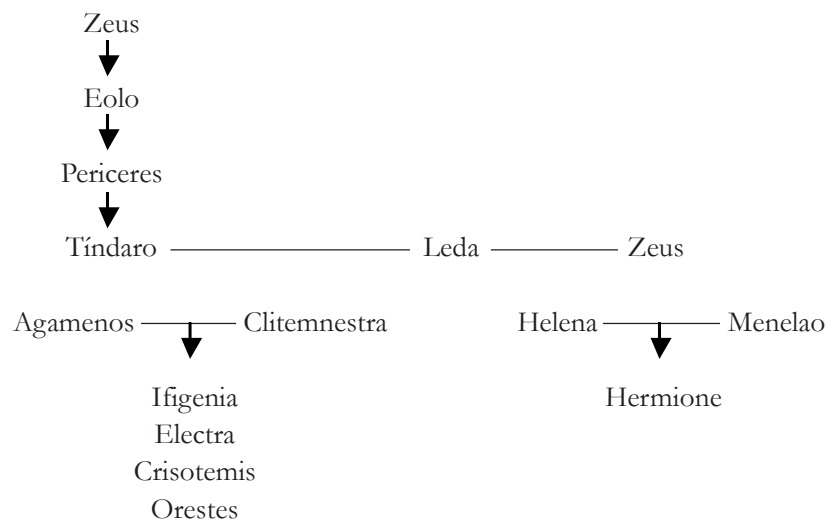 Zeus
Eolo
Periceres
Tíndaro Leda Zeus
Agamenos Clitemnestra Helena Menelao
Ifigenia Hermione
Electra
Crisotemis
Orestes